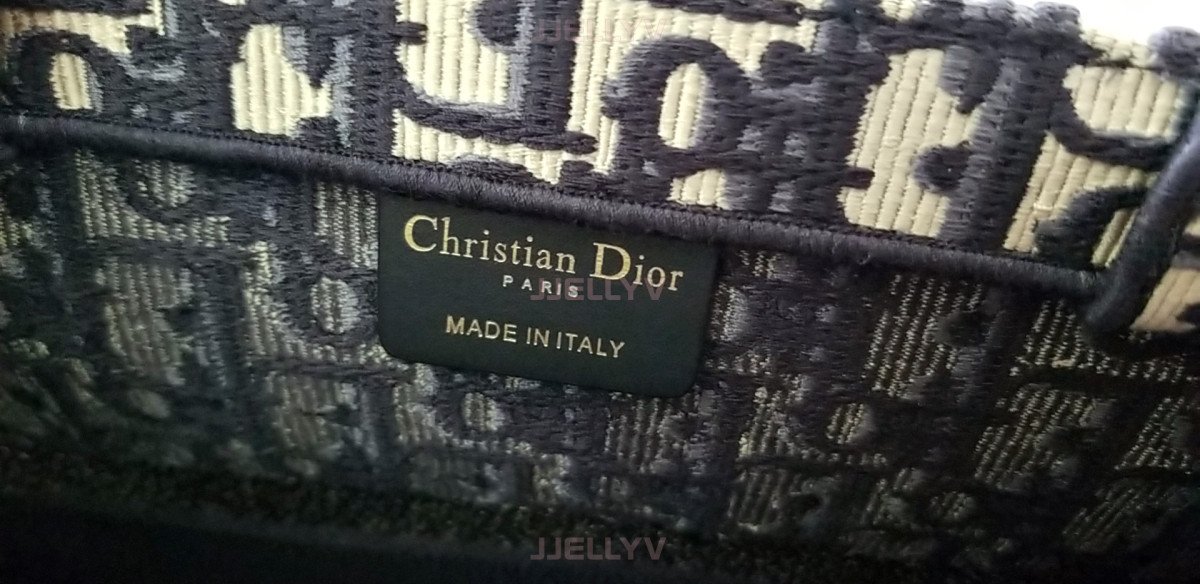 JJELLYV
Christian Dior
PARIS
JJELLYV
MADE IN ITALY
JJELLYV